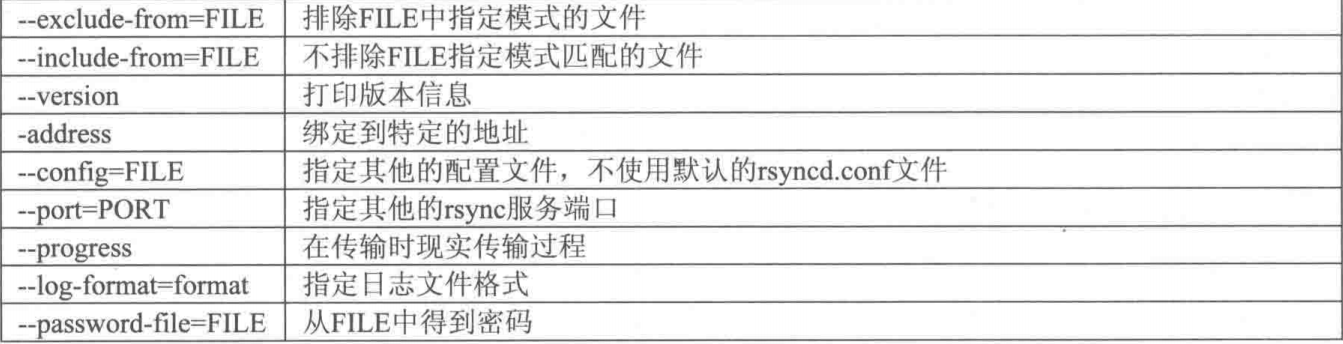 --exclude-from=FILE 排除FILE中指定模式的文件
--include-from=FILE 不排除FILE指定模式匹配的文件
--version 打印版本信息
-address 绑定到特定的地址
--config=FILE 指定其他的配置文件，不使用默认的rsyncd.conf文件
--port=PORT 指定其他的rsync服务端口
--progress 在传输时现实传输过程
--log-format=format 指定日志文件格式
--password-file=FILE 从FILE中得到密码